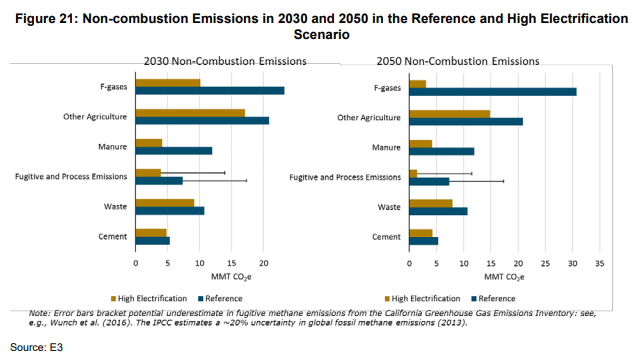 Figure 21: Non-combustion Emissions in 2030 and 2050 in the Reference and High Electrification
Scenario
2030 Non-Combustion Emissions
F-gases
Other Agriculture
Manure
Fugitive and Process Emissions
Waste
Cement
0 5 10 15 20
MMT CO₂e
High Electrification Reference
2050 Non-Combustion Emissions
F-gases
Other Agriculture
Manure
Fugitive and Process Emissions
Waste
Cement
0 5 10 15 20 25 30 35
MMT CO₂e
High Electrification Reference
Note: Error bars bracket potential underestimate in fugitive methane emissions from the California Greenhouse Gas Emissions Inventory: see,
e.g., Wunch et al. (2016). The IPCC estimates a ~20% uncertainty in global fossil methane emissions (2013).
Source: E3